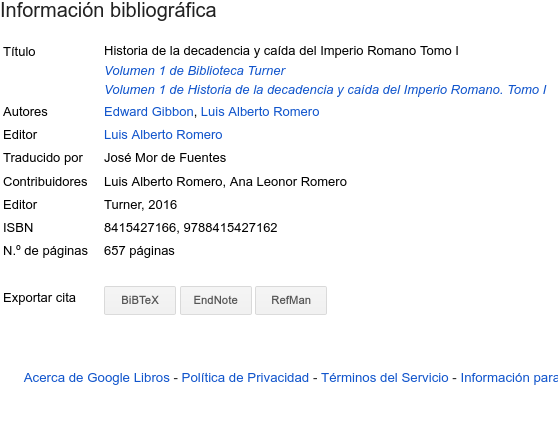 Información bibliográfica
Título Historia de la decadencia y caída del Imperio Romano Tomo I
Volumen 1 de Biblioteca Turner
Volumen 1 de Historia de la decadencia y caída del Imperio Romano. Tomo I
Autores Edward Gibbon, Luis Alberto Romero
Editor Luis Alberto Romero
Traducido por José Mor de Fuentes
Contribuidores Luis Alberto Romero, Ana Leonor Romero
Editor Turner, 2016
ISBN 8415427166, 9788415427162
N.º de páginas 657 páginas
Exportar cita BiBTeX EndNote RefMan
Acerca de Google Libros - Política de Privacidad - Términos del Servicio - Información para